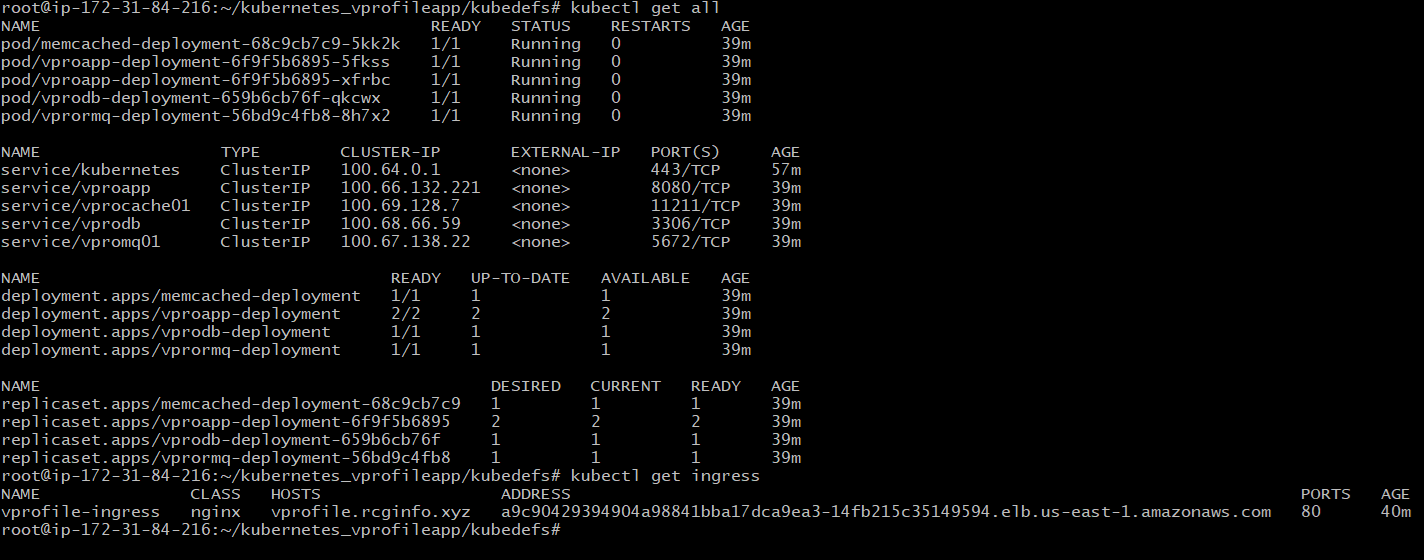 root@ip-172-31-84-216:~/kubernetes_vprofileapp/kubedefs# kubectl get all
NAME READY STATUS RESTARTS AGE
pod/memcached-deployment-68c9cb7c9-5kk2k 1/1 Running 0 39m
pod/vproapp-deployment-6f9f5b6895-5fkss 1/1 Running 0 39m
pod/vproapp-deployment-6f9f5b6895-xfrbc 1/1 Running 0 39m
pod/vprodb-deployment-659b6cb76f-qkcwx 1/1 Running 0 39m
pod/vprormq-deployment-56bd9c4fb8-8h7x2 1/1 Running 0 39m
NAME TYPE CLUSTER-IP EXTERNAL-IP PORT(S) AGE
service/kubernetes ClusterIP 100.64.0.1 <none> 443/TCP 57m
service/vproapp ClusterIP 100.66.132.221 <none> 8080/TCP 39m
service/vprocache01 ClusterIP 100.69.128.7 <none> 11211/TCP 39m
service/vprodb ClusterIP 100.68.66.59 <none> 3306/TCP 39m
service/vpromq01 ClusterIP 100.67.138.22 <none> 5672/TCP 39m
NAME READY UP-TO-DATE AVAILABLE AGE
deployment.apps/memcached-deployment 1/1 1 1 39m
deployment.apps/vproapp-deployment 2/2 2 2 39m
deployment.apps/vprodb-deployment 1/1 1 1 39m
deployment.apps/vprormq-deployment 1/1 1 1 39m
NAME DESIRED CURRENT READY AGE
replicaset.apps/memcached-deployment-68c9cb7c9 1 1 1 39m
replicaset.apps/vproapp-deployment-6f9f5b6895 2 2 2 39m
replicaset.apps/vprodb-deployment-659b6cb76f 1 1 1 39m
replicaset.apps/vprormq-deployment-56bd9c4fb8 1 1 1 39m
root@ip-172-31-84-216:~/kubernetes_vprofileapp/kubedefs# kubectl get ingress
NAME CLASS HOSTS ADDRESS PORTS AGE
vprofile-ingress nginx vprofile.rcginfo.xyz a9c90429394904a98841bba17dca9ea3-14fb215c35149594.elb.us-east-1.amazonaws.com 80 40m
root@ip-172-31-84-216:~/kubernetes_vprofileapp/kubedefs#